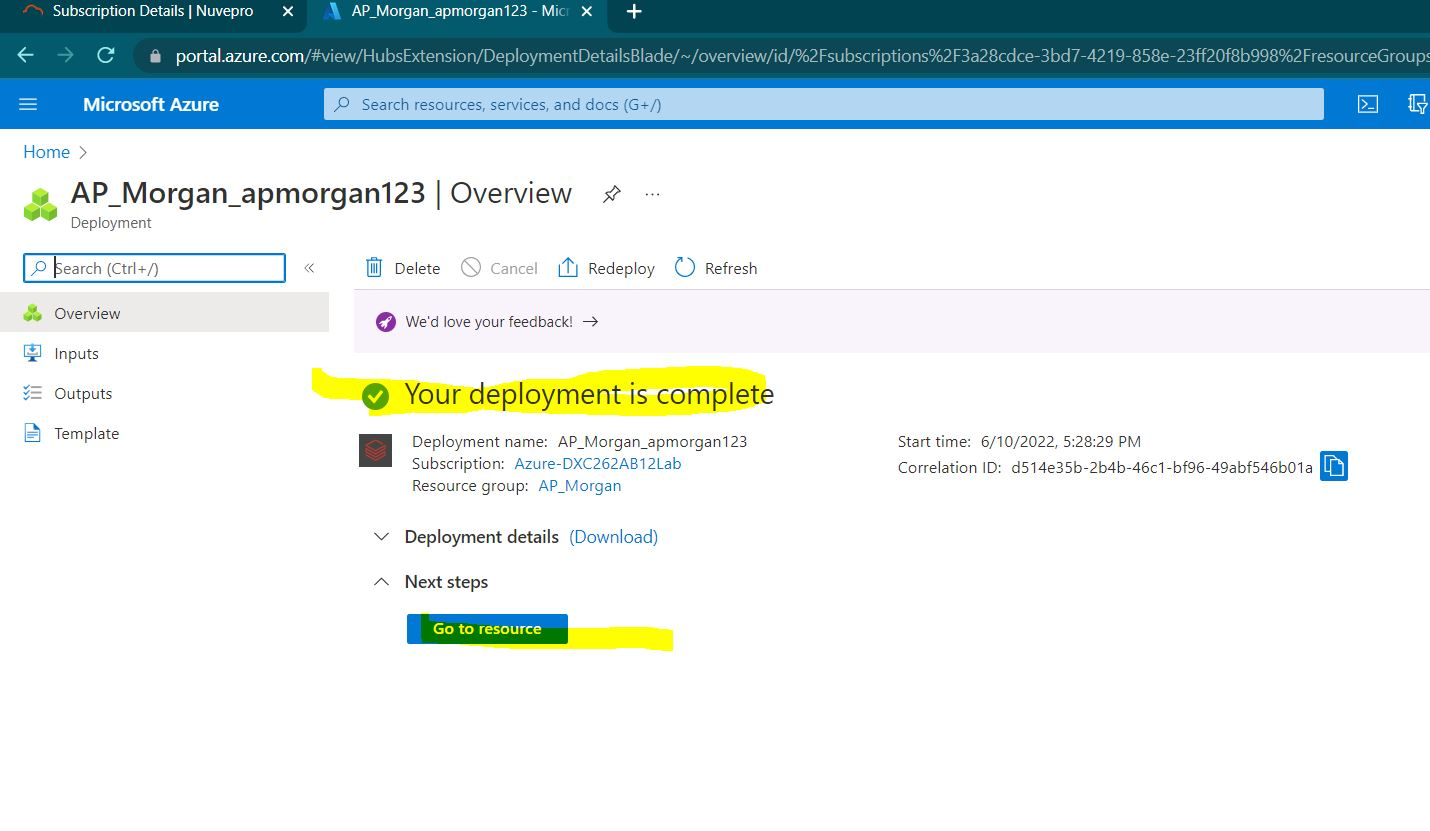 Subscription Details | Nuvepro
AP_Morgan_apmorgan123 - Mic
portal.azure.com/#view/HubsExtension/DeploymentDetailsBlade/~/overview/id/%2Fsubscriptions%2F3a28cdce-3bd7-4219-858e-23ff20f8b998%2FresourceGroups
Microsoft Azure
Search resources, services, and docs (G+/)
Home >
AP_Morgan_apmorgan123 | Overview
Deployment
Search (Ctrl+/)
Delete
Cancel
Redeploy
Refresh
Overview
Inputs
Outputs
Template
We'd love your feedback! →
Your deployment is complete
Deployment name: AP_Morgan_apmorgan123
Subscription: Azure-DXC262AB12Lab
Resource group: AP_Morgan
Start time: 6/10/2022, 5:28:29 PM
Correlation ID: d514e35b-2b4b-46c1-bf96-49abf546b01a
Deployment details (Download)
Next steps
Go to resource